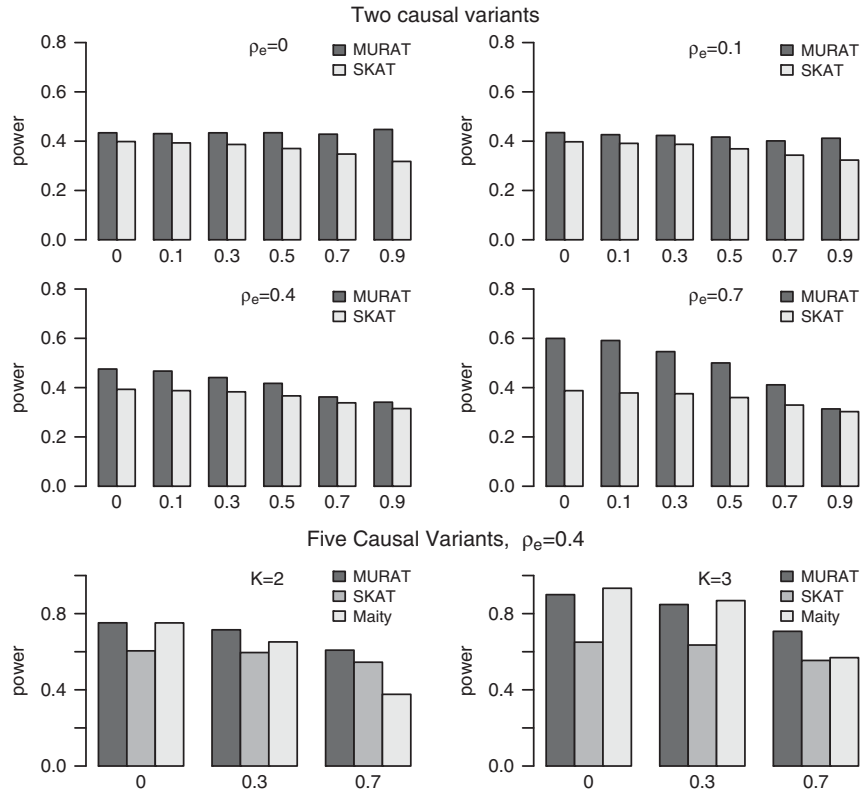 Two causal variants
ρe=0
MURAT
SKAT
power
0.8
0.6
0.4
0.2
0.0
0 0.1 0.3 0.5 0.7 0.9
ρe=0.1
MURAT
SKAT
power
0.8
0.6
0.4
0.2
0.0
0 0.1 0.3 0.5 0.7 0.9
ρe=0.4
MURAT
SKAT
power
0.8
0.6
0.4
0.2
0.0
0 0.1 0.3 0.5 0.7 0.9
ρe=0.7
MURAT
SKAT
power
0.8
0.6
0.4
0.2
0.0
0 0.1 0.3 0.5 0.7 0.9
Five Causal Variants, ρe=0.4
K=2
MURAT
SKAT
Maity
power
0.8
0.4
0.0
0 0.3 0.7
K=3
MURAT
SKAT
Maity
power
0.8
0.4
0.0
0 0.3 0.7